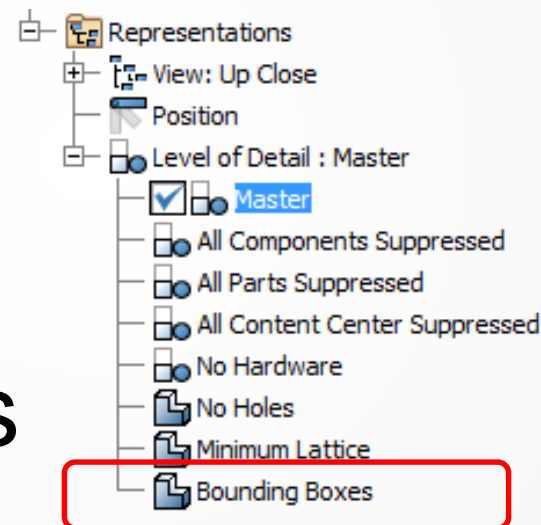 Representations
View: Up Close
Position
Level of Detail : Master
Master
All Components Suppressed
All Parts Suppressed
All Content Center Suppressed
No Hardware
No Holes
s
Minimum Lattice
Bounding Boxes